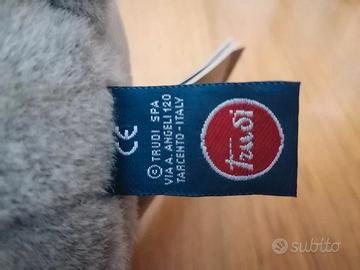 CE
© TRUDI SPA
VIA A. ANGELI 120
TARCENTO-ITALY
Trudi
subito